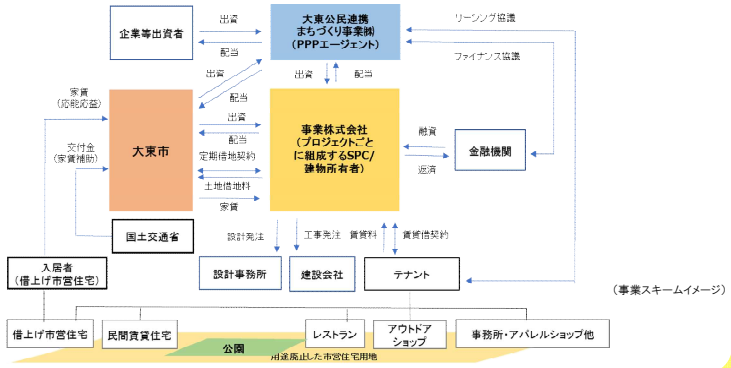 企業等出資者
出資
配当
大東公民連携
まちづくり事業㈱
(PPPエージェント)
リーシング協議
ファイナンス協議
出資
配当
出資
配当
家賃
(応能応益)
大東市
出資
配当
定期借地契約
土地借地料
家賃
事業株式会社
(プロジェクトごと
に組成するSPC/
建物所有者)
融資
返済
金融機関
交付金
(家賃補助)
国土交通省
設計発注
工事発注
賃貸料
賃貸借契約
入居者
(借上げ市営住宅)
設計事務所
建設会社
テナント
(事業スキームイメージ)
借上げ市営住宅
民間賃貸住宅
レストラン
アウトドア
ショップ
事務所・アパレルショップ他
公園
用途廃止した市営住宅用地